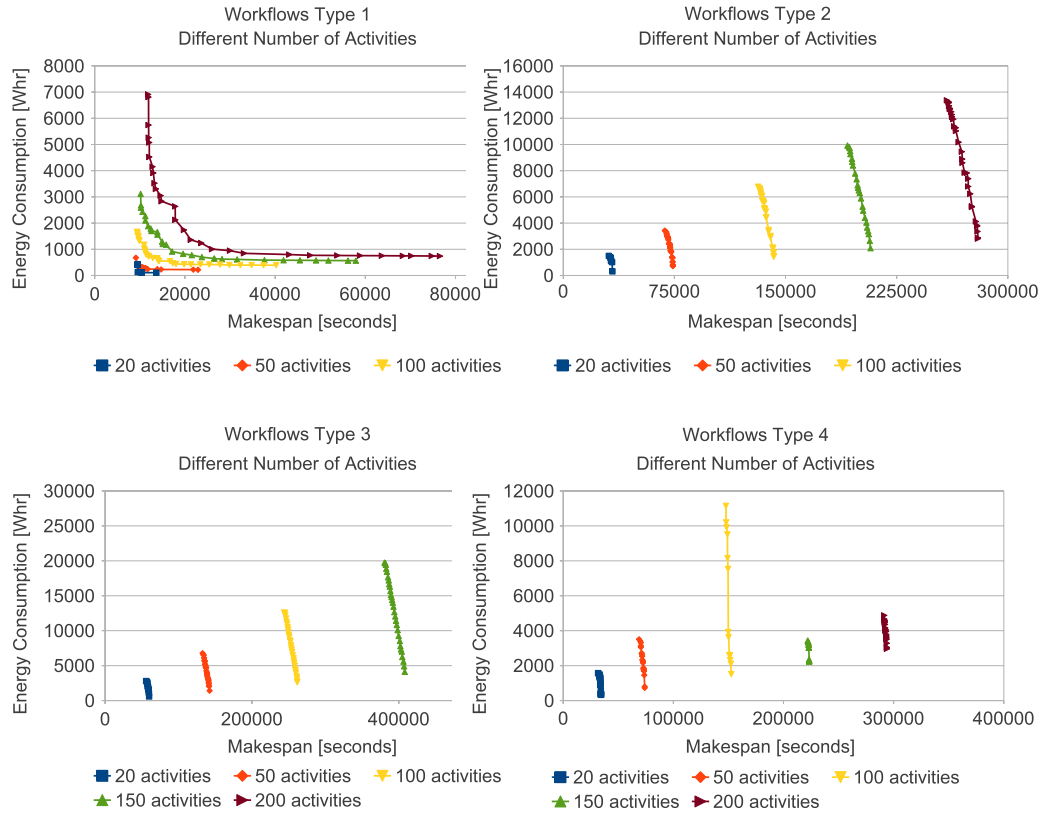 Workflows Type 1
Different Number of Activities
Energy Consumption [Whr]
8000
7000
6000
5000
4000
3000
2000
1000
0
0 20000 40000 60000 80000
Makespan [seconds]
20 activities 50 activities 100 activities
Workflows Type 2
Different Number of Activities
Energy Consumption [Whr]
16000
14000
12000
10000
8000
6000
4000
2000
0
0 75000 150000 225000 300000
Makespan [seconds]
20 activities 50 activities 100 activities
Workflows Type 3
Different Number of Activities
Energy Consumption [Whr]
30000
25000
20000
15000
10000
5000
0
0 200000 400000
Makespan [seconds]
20 activities 50 activities 100 activities
150 activities 200 activities
Workflows Type 4
Different Number of Activities
Energy Consumption [Whr]
12000
10000
8000
6000
4000
2000
0
0 100000 200000 300000 400000
Makespan [seconds]
20 activities 50 activities 100 activities
150 activities 200 activities